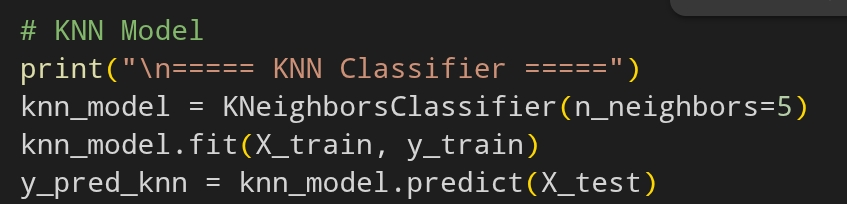 # KNN Model
print("\n===== KNN Classifier =====")
knn_model = KNeighborsClassifier(n_neighbors=5)
knn_model.fit(X_train, y_train)
y_pred_knn = knn_model.predict(X_test)